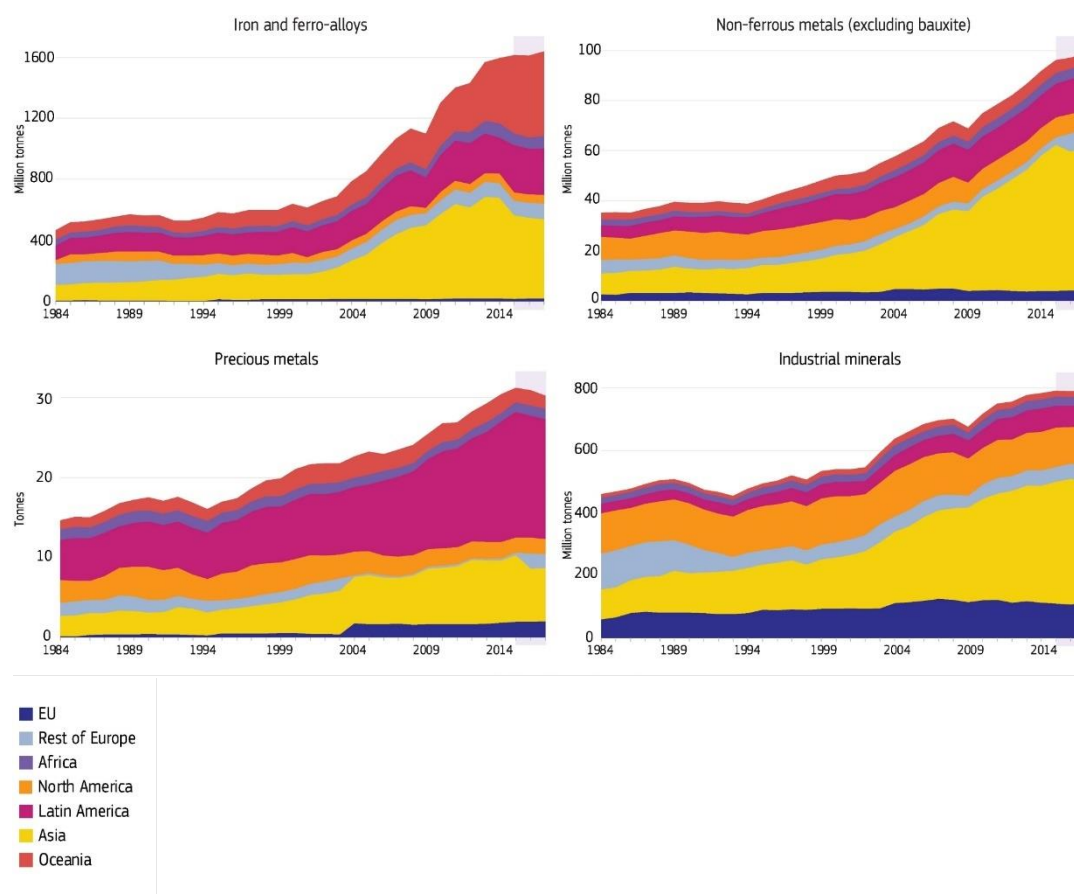 Iron and ferro-alloys
Million tonnes
1600
1200
800
400
0
1984 1989 1994 1999 2004 2009 2014
Non-ferrous metals (excluding bauxite)
Million tonnes
100
80
60
40
20
0
1984 1989 1994 1999 2004 2009 2014
Precious metals
Tonnes
30
20
10
0
1984 1989 1994 1999 2004 2009 2014
Industrial minerals
Million tonnes
800
600
400
200
0
1984 1989 1994 1999 2004 2009 2014
EU
Rest of Europe
Africa
North America
Latin America
Asia
Oceania